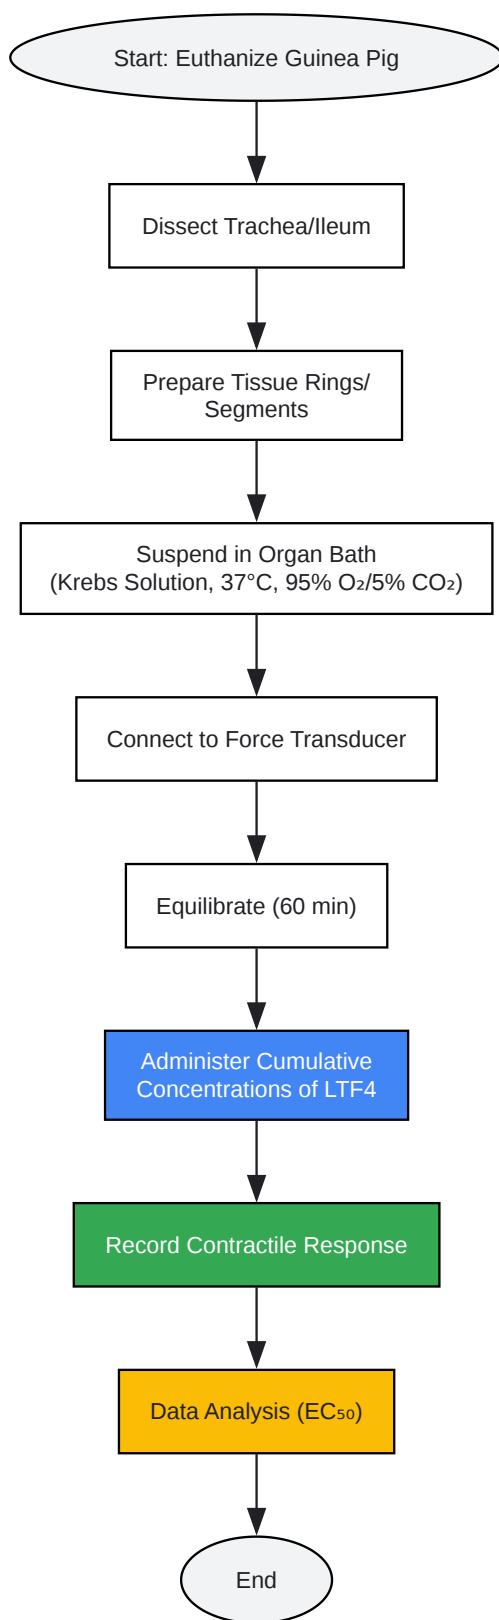 Start: Euthanize Guinea Pig
Dissect Trachea/Ileum
Prepare Tissue Rings/
Segments
Suspend in Organ Bath
(Krebs Solution, 37°C, 95% O₂/5% CO₂)
Connect to Force Transducer
Equilibrate (60 min)
Administer Cumulative
Concentrations of LTF4
Record Contractile Response
Data Analysis (EC₅₀)
End